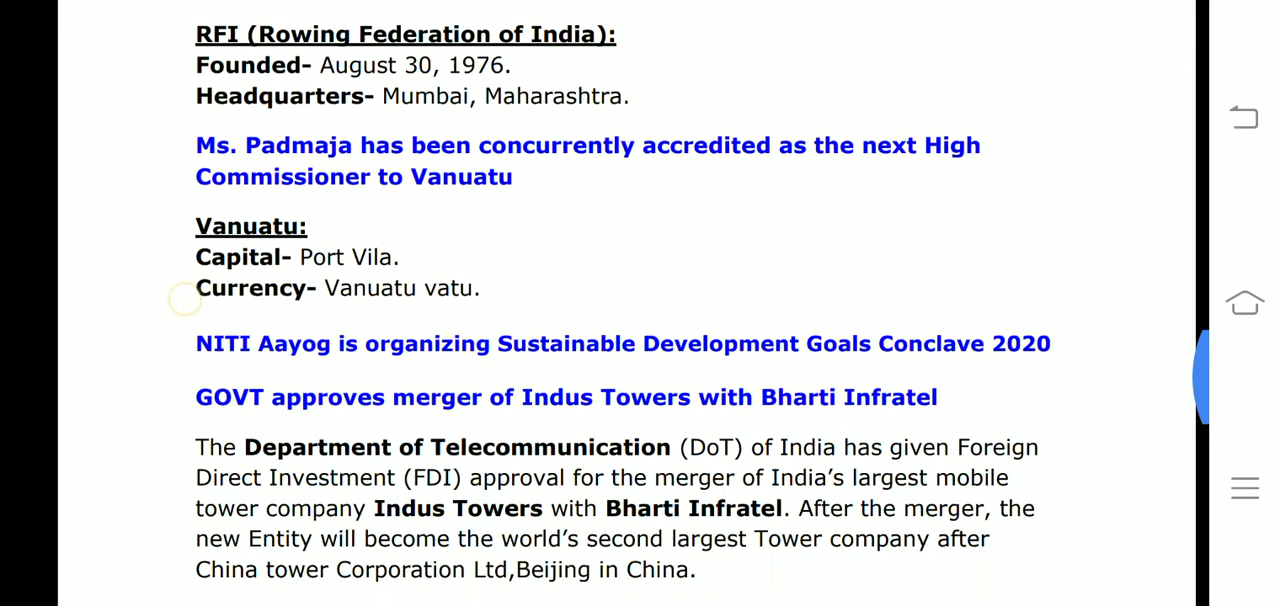 RFI (Rowing Federation of India):
Founded- August 30, 1976.
Headquarters- Mumbai, Maharashtra.
Ms. Padmaja has been concurrently accredited as the next High
Commissioner to Vanuatu
Vanuatu:
Capital- Port Vila.
Currency- Vanuatu vatu.
NITI Aayog is organizing Sustainable Development Goals Conclave 2020
GOVT approves merger of Indus Towers with Bharti Infratel
The Department of Telecommunication (DoT) of India has given Foreign
Direct Investment (FDI) approval for the merger of India’s largest mobile
tower company Indus Towers with Bharti Infratel. After the merger, the
new Entity will become the world’s second largest Tower company after
China tower Corporation Ltd,Beijing in China.